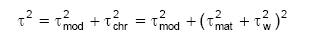 τ² = τ²mod + τ²chr = τ²mod + (τ²mat + τ²w)²